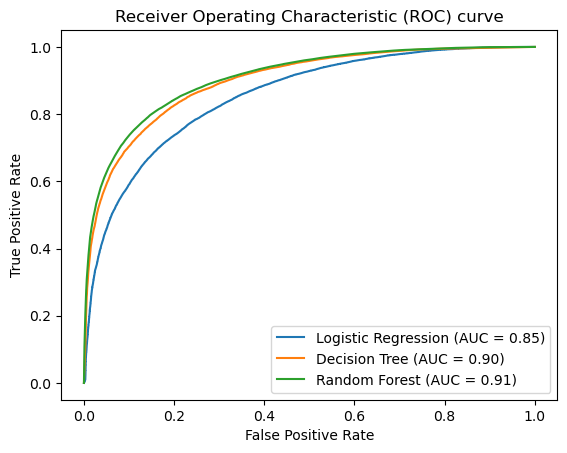 Receiver Operating Characteristic (ROC) curve
1.0
0.8
0.6
0.4
0.2
0.0
True Positive Rate
Logistic Regression (AUC = 0.85)
Decision Tree (AUC = 0.90)
Random Forest (AUC = 0.91)
0.0 0.2 0.4 0.6 0.8 1.0
False Positive Rate